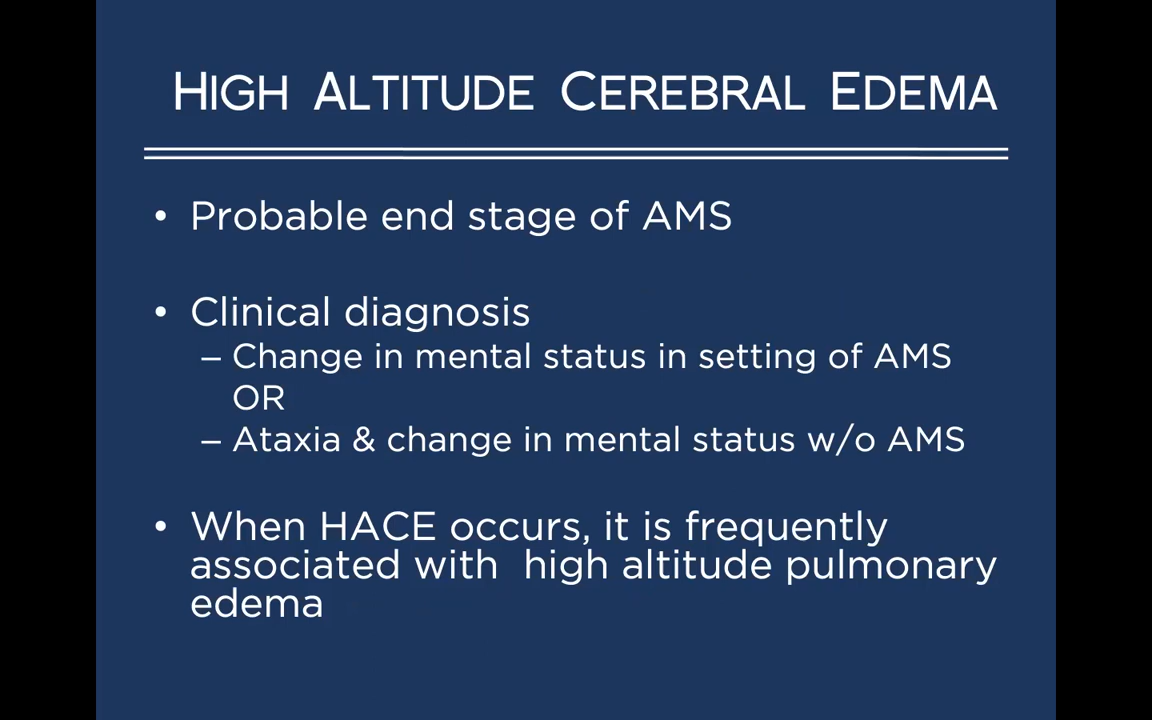 HIGH ALTITUDE CEREBRAL EDEMA
• Probable end stage of AMS
• Clinical diagnosis
– Change in mental status in setting of AMS
OR
– Ataxia & change in mental status w/o AMS
• When HACE occurs, it is frequently
associated with  high altitude pulmonary
edema